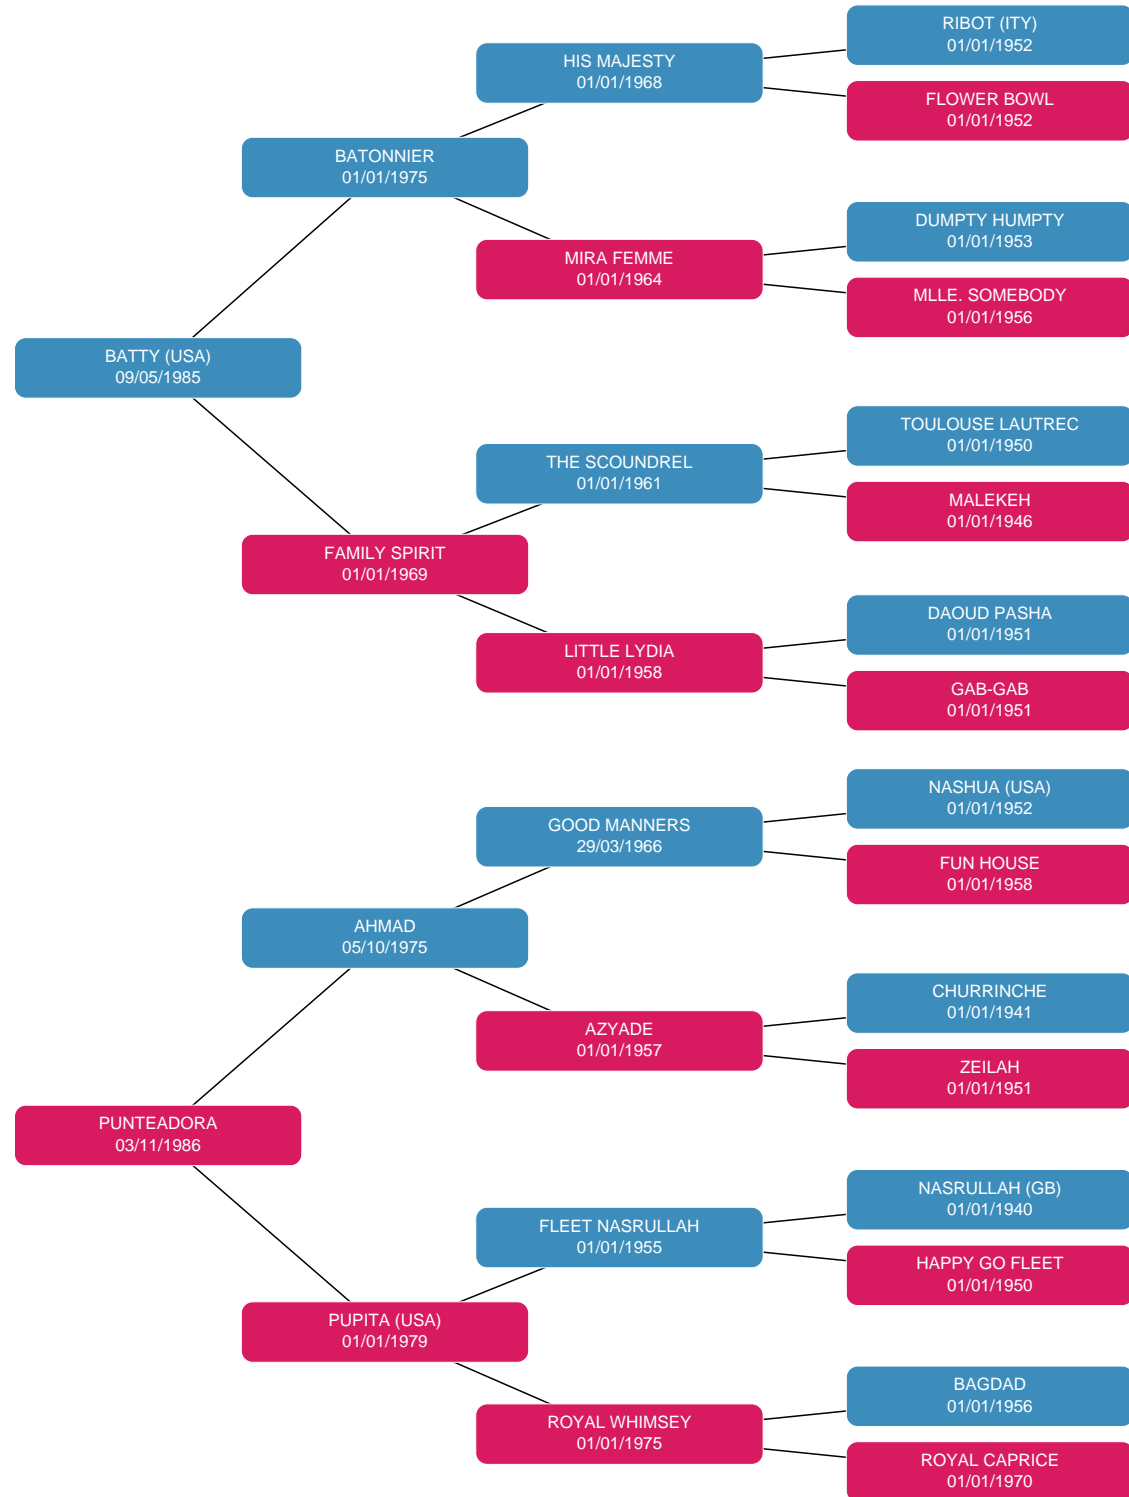 RIBOT (ITY)
01/01/1952
HIS MAJESTY
01/01/1968
FLOWER BOWL
01/01/1952
BATONNIER
01/01/1975
DUMPTY HUMPTY
01/01/1953
MIRA FEMME
01/01/1964
MLLE. SOMEBODY
01/01/1956
BATTY (USA)
09/05/1985
TOULOUSE LAUTREC
01/01/1950
THE SCOUNDREL
01/01/1961
MALEKEH
01/01/1946
FAMILY SPIRIT
01/01/1969
DAOUD PASHA
01/01/1951
LITTLE LYDIA
01/01/1958
GAB-GAB
01/01/1951
NASHUA (USA)
01/01/1952
GOOD MANNERS
29/03/1966
FUN HOUSE
01/01/1958
AHMAD
05/10/1975
CHURRINCHE
01/01/1941
AZYADE
01/01/1957
ZEILAH
01/01/1951
PUNTEADORA
03/11/1986
NASRULLAH (GB)
01/01/1940
FLEET NASRULLAH
01/01/1955
HAPPY GO FLEET
01/01/1950
PUPITA (USA)
01/01/1979
BAGDAD
01/01/1956
ROYAL WHIMSEY
01/01/1975
ROYAL CAPRICE
01/01/1970